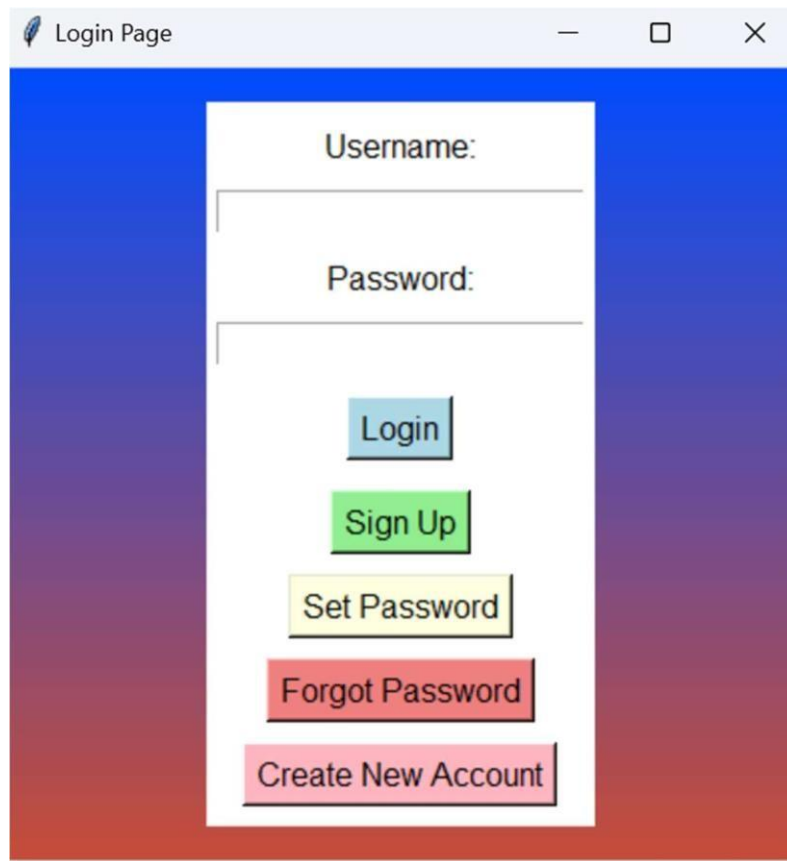 Login Page
Username:
Password:
Login
Sign Up
Set Password
Forgot Password
Create New Account